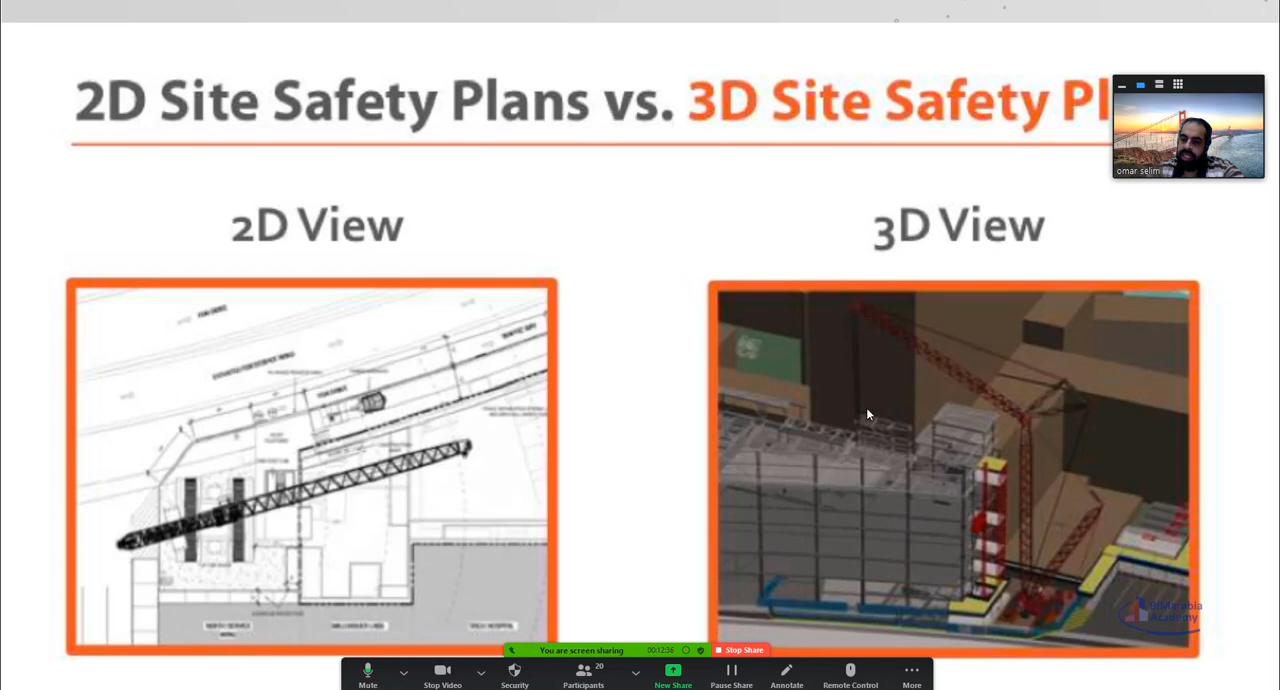 2D Site Safety Plans vs. 3D Site Safety Pl
omar selim
2D View
3D View
BIMarabia
Academy
You are screen sharing
00:12:36
Stop Share
20
Mute
Stop Video
Security
Participants
New Share
Pause Share
Annotate
Remote Control
More